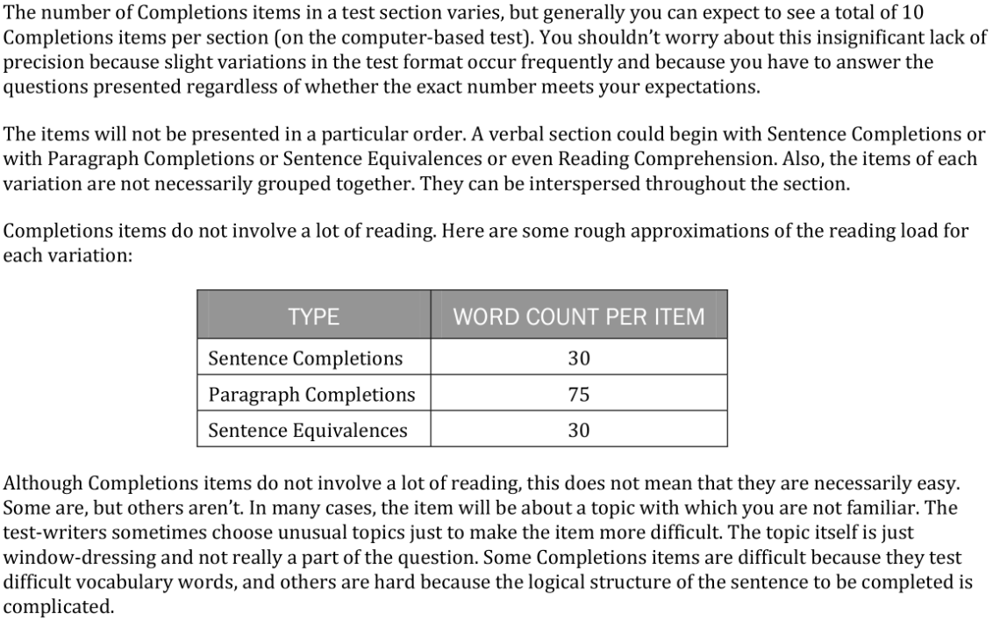 The number of Completions items in a test section varies, but generally you can expect to see a total of 10
Completions items per section (on the computer-based test). You shouldn’t worry about this insignificant lack of
precision because slight variations in the test format occur frequently and because you have to answer the
questions presented regardless of whether the exact number meets your expectations.
The items will not be presented in a particular order. A verbal section could begin with Sentence Completions or
with Paragraph Completions or Sentence Equivalences or even Reading Comprehension. Also, the items of each
variation are not necessarily grouped together. They can be interspersed throughout the section.
Completions items do not involve a lot of reading. Here are some rough approximations of the reading load for
each variation:
TYPE WORD COUNT PER ITEM
Sentence Completions 30
Paragraph Completions 75
Sentence Equivalences 30
Although Completions items do not involve a lot of reading, this does not mean that they are necessarily easy.
Some are, but others aren’t. In many cases, the item will be about a topic with which you are not familiar. The
test-writers sometimes choose unusual topics just to make the item more difficult. The topic itself is just
window-dressing and not really a part of the question. Some Completions items are difficult because they test
difficult vocabulary words, and others are hard because the logical structure of the sentence to be completed is
complicated.